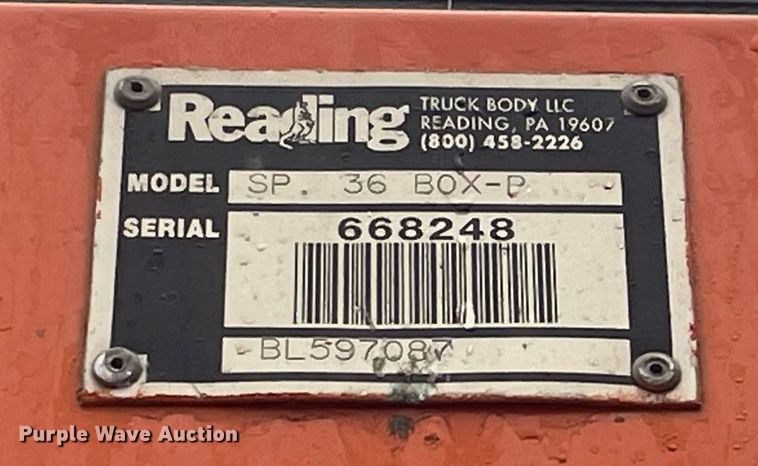 Reading
TRUCK BODY LLC
READING, PA 19607
(800) 458-2226
MODEL SP. 36 BOX-P
SERIAL 668248
BL597087
Purple Wave Auction